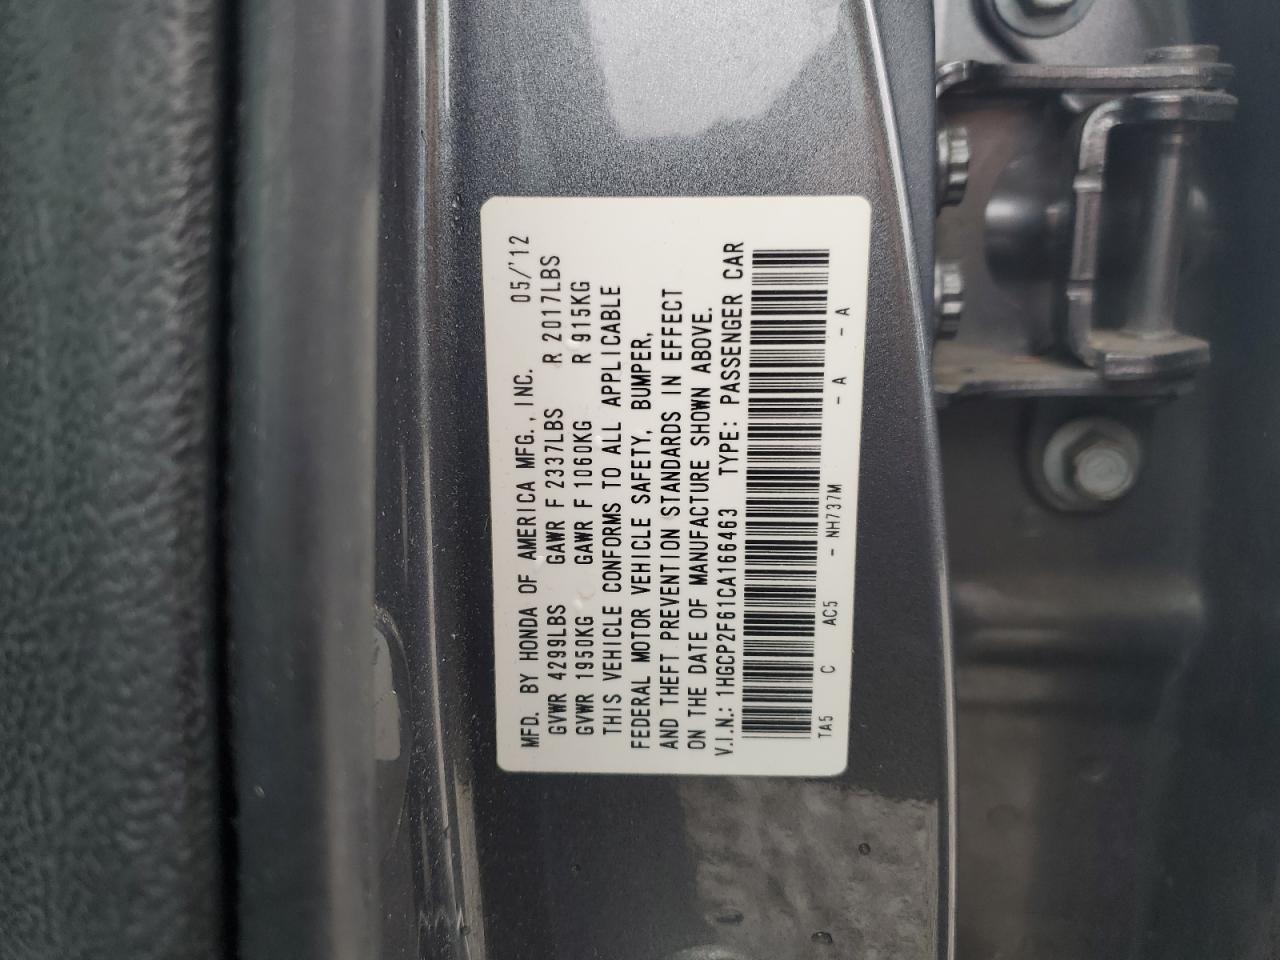 MFD. BY HONDA OF AMERICA MFG., INC. 05/'12
GVWR 4299LBS GAWR F 2337LBS R 2017LBS
GVWR 1950KG GAWR F 1060KG R 915KG
THIS VEHICLE CONFORMS TO ALL APPLICABLE
FEDERAL MOTOR VEHICLE SAFETY, BUMPER,
AND THEFT PREVENTION STANDARDS IN EFFECT
ON THE DATE OF MANUFACTURE SHOWN ABOVE.
V.I.N.: 1HGCP2F61CA166463 TYPE: PASSENGER CAR
TA5 C AC5 - NH737M - A - A